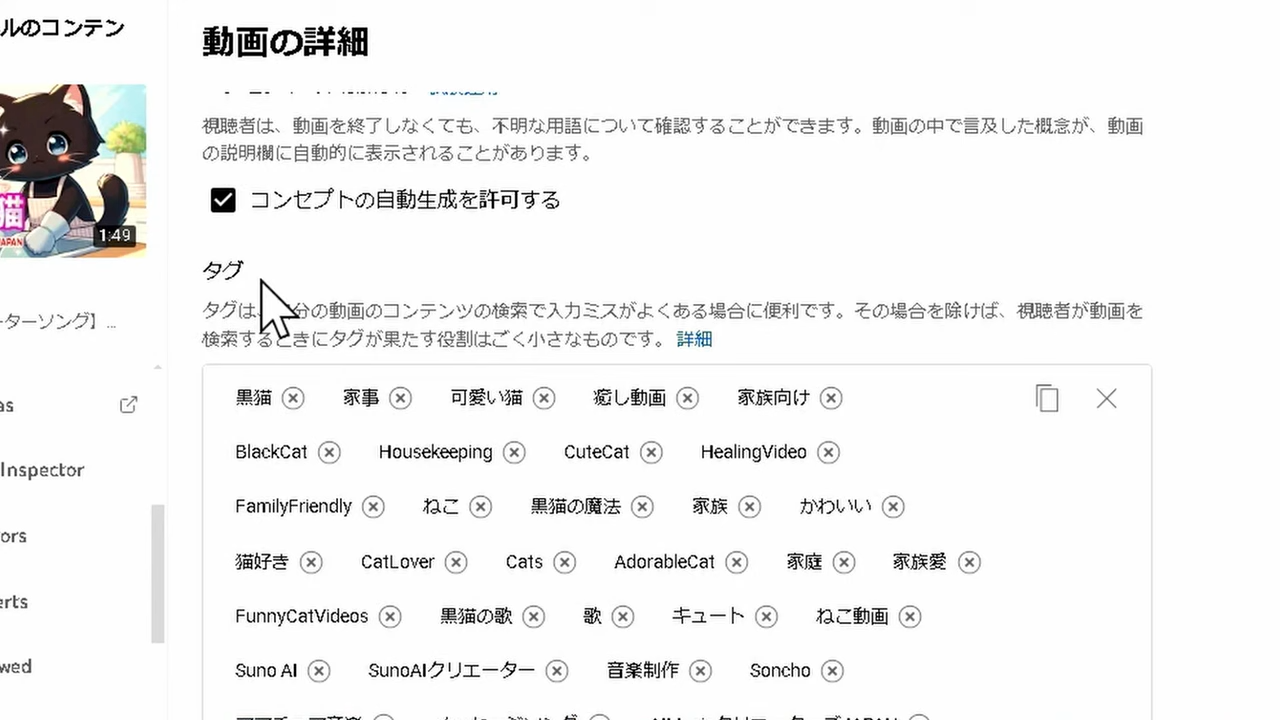 ルのコンテン
動画の詳細
視聴者は、動画を終了しなくても、不明な用語について確認することができます。動画の中で言及した概念が、動画
の説明欄に自動的に表示されることがあります。
コンセプトの自動生成を許可する
猫
JAPAN
1:49
タグ
タグは、分の動画のコンテンツの検索で入力ミスがよくある場合に便利です。その場合を除けば、視聴者が動画を
ーターソング】...
検索するときにタグが果たす役割はごく小さなものです。 詳細
黒猫 家事 可愛い猫 癒し動画 家族向け
as
BlackCat Housekeeping CuteCat HealingVideo
Inspector
FamilyFriendly ねこ 黒猫の魔法 家族 かわいい
ors
猫好き CatLover Cats AdorableCat 家庭 家族愛
erts
FunnyCatVideos 黒猫の歌 歌 キュート ねこ動画
wed
Suno AI SunoAIクリエーター 音楽制作 Soncho